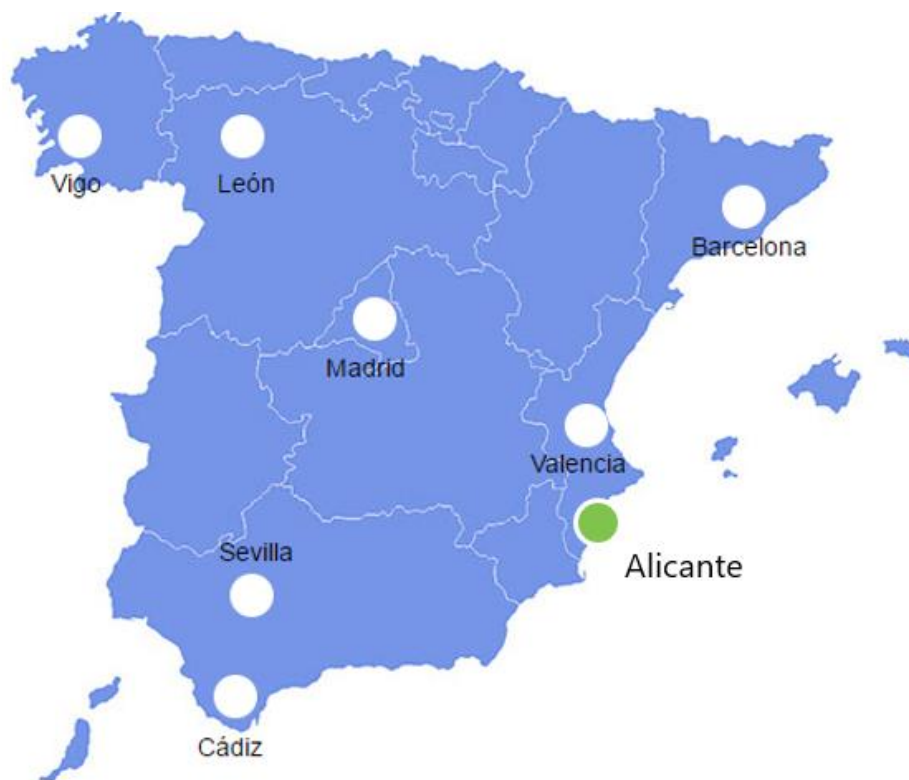 Vigo
León
Barcelona
Madrid
Valencia
Sevilla
Alicante
Cádiz